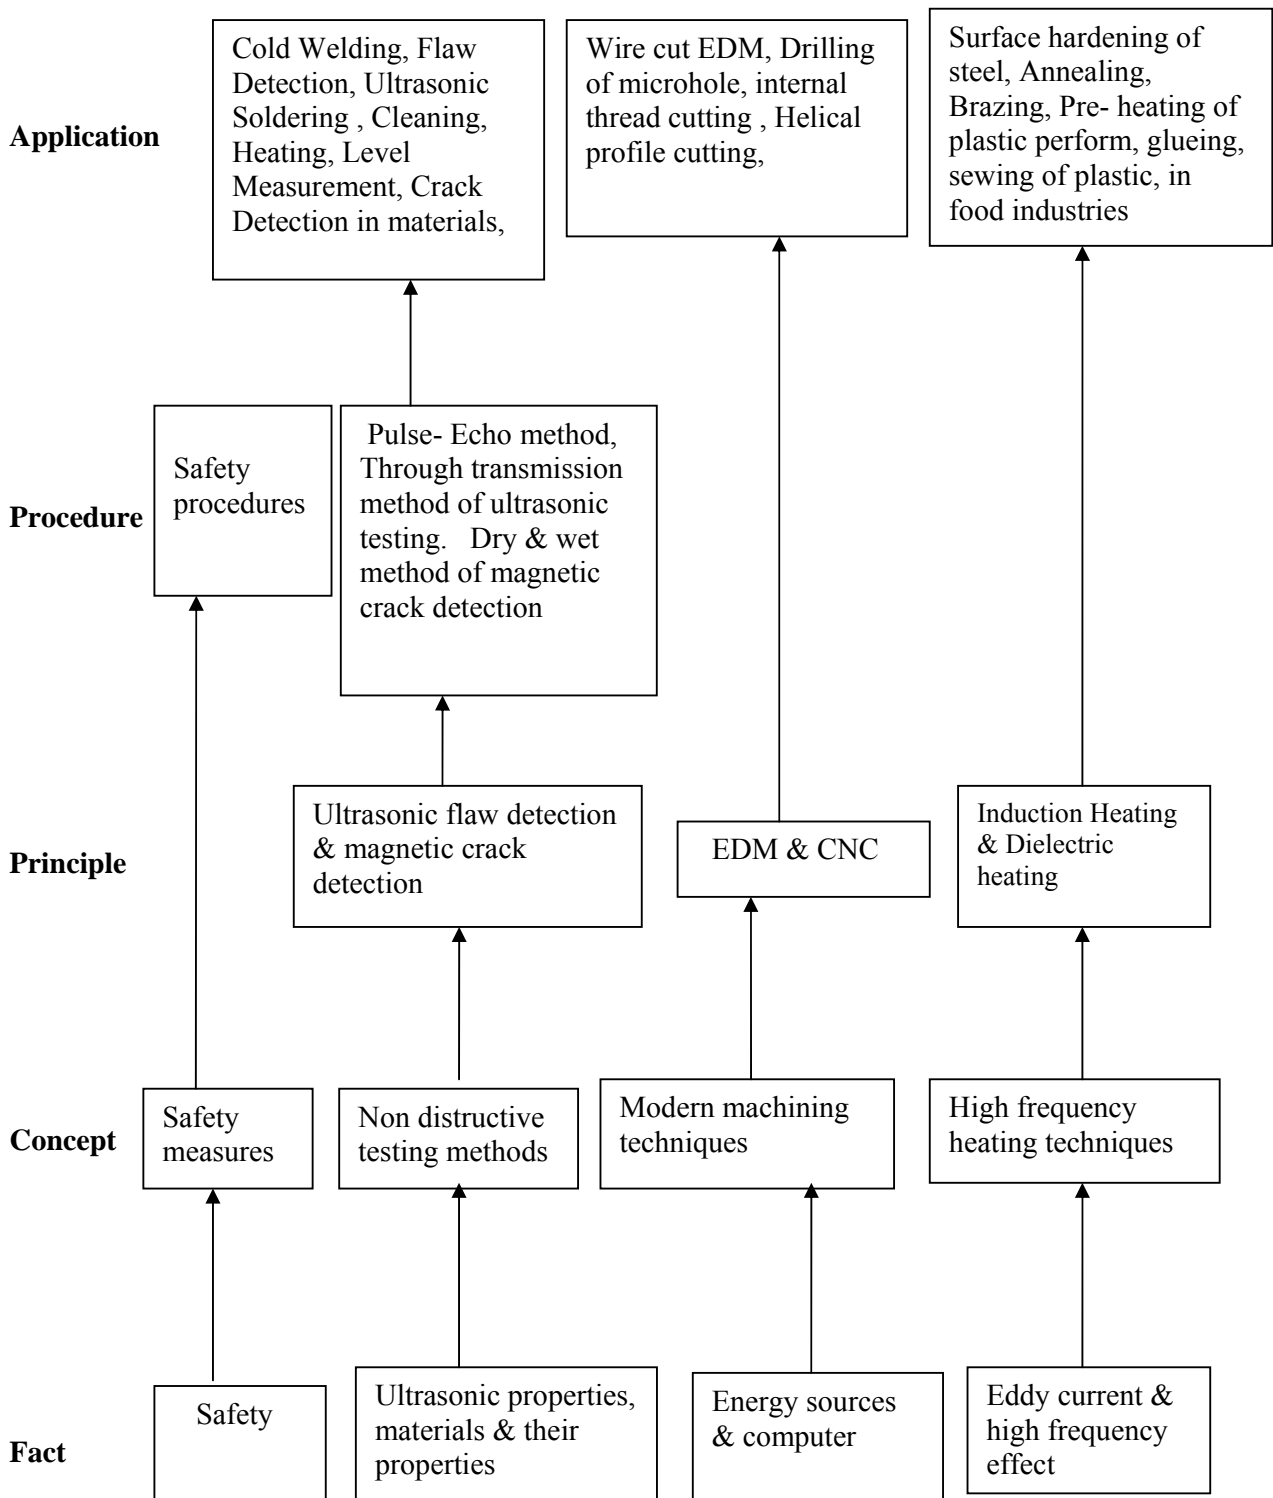 Application
Cold Welding, Flaw
Detection, Ultrasonic
Soldering , Cleaning,
Heating, Level
Measurement, Crack
Detection in materials,
Wire cut EDM, Drilling
of microhole, internal
thread cutting , Helical
profile cutting,
Surface hardening of
steel, Annealing,
Brazing, Pre- heating of
plastic perform, glueing,
sewing of plastic, in
food industries
Procedure
Safety
procedures
Pulse- Echo method,
Through transmission
method of ultrasonic
testing. Dry & wet
method of magnetic
crack detection
Principle
Ultrasonic flaw detection
& magnetic crack
detection
EDM & CNC
Induction Heating
& Dielectric
heating
Concept
Safety
measures
Non distructive
testing methods
Modern machining
techniques
High frequency
heating techniques
Fact
Safety
Ultrasonic properties,
materials & their
properties
Energy sources
& computer
Eddy current &
high frequency
effect